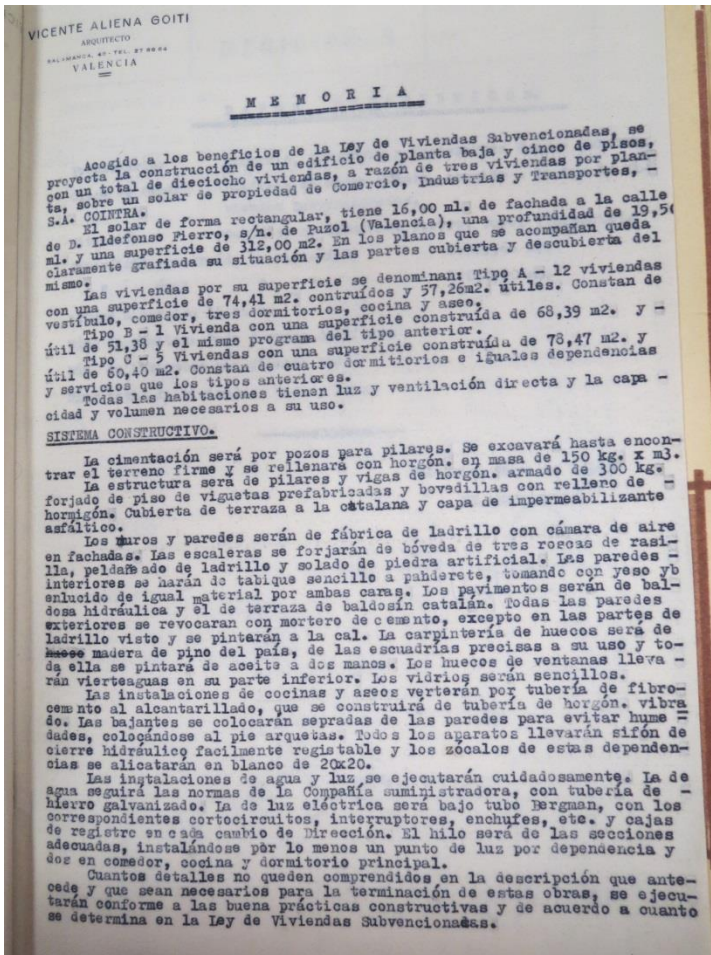 VICENTE ALIENA GOITI
ARQUITECTO
SALAMANCA, 47 - TEL. 27 88 64
VALENCIA
MEMORIA
Acogido a los beneficios de la Ley de Viviendas Subvencionadas, se
proyecta la construcción de un edificio de planta baja y cinco de pisos,
con un total de dieciocho viviendas, a razón de tres viviendas por plan-
ta, sobre un solar de propiedad de Comercio, Industrias y Transportes, -
S.A. COINTRA.
El solar de forma rectangular, tiene 16,00 ml. de fachada a la calle
de D. Ildefonso Fierro, s/n. de Puzol (Valencia), una profundidad de 19,50
ml. y una superficie de 312,00 m2. En los planos que se acompañan queda
claramente grafiada su situación y las partes cubierta y descubierta del
mismo.
Las viviendas por su superficie se denominan: Tipo A - 12 viviendas
con una superficie de 74,41 m2. contruídos y 57,26m2. útiles. Constan de
vestíbulo, comedor, tres dormitorios, cocina y aseo.
Tipo B - 1 Vivienda con una superficie construída de 68,39 m2. y -
útil de 51,38 y el mismo programa del tipo anterior.
Tipo C - 5 Viviendas con una superficie construída de 78,47 m2. y
útil de 60,40 m2. Constan de cuatro dormitiorios e iguales dependencias
y servicios que los tipos anteriores.
Todas las habitaciones tienen luz y ventilación directa y la capa -
cidad y volumen necesarios a su uso.
SISTEMA CONSTRUCTIVO.
La cimentación será por pozos para pilares. Se excavará hasta encon-
trar el terreno firme y se rellenará con horgón. en masa de 150 kg. x m3.
La estructura será de pilares y vigas de horgón. armado de 300 kg.
forjado de piso de viguetas prefabricadas y bovedillas con relleno de -
hormigón. Cubierta de terraza a la catalana y capa de impermeabilizante
asfáltico.
Los muros y paredes serán de fábrica de ladrillo con cámara de aire
en fachadas. Las escaleras se forjarán de bóveda de tres roscas de rasi-
lla, peldañeado de ladrillo y solado de piedra artificial. Las paredes -
interiores se harán de tabique sencillo a pahderete, tomando con yeso yb
enlucido de igual material por ambas caras. Los pavimentos serán de bal-
dosa hidráulica y el de terraza de baldosín catalán. Todas las paredes
exteriores se revocaran con mortero de cemento, excepto en las partes de
ladrillo visto y se pintarán a la cal. La carpintería de huecos será de
madera de pino del país, de las escuadrías precisas a su uso y to-
da ella se pintará de aceite a dos manos. Los huecos de ventanas lleva -
rán vierteaguas en su parte inferior. Los vidrios serán sencillos.
Las instalaciones de cocinas y aseos verterán por tubería de fibro-
cemento al alcantarillado, que se construirá de tubería de horgón. vibra
do. Las bajantes se colocarán sepradas de las paredes para evitar hume =
dades, colocándose al pie arquetas. Todos los aparatos llevarán sifón de
cierre hidráulico facilmente registable y los zócalos de estas dependen-
cias se alicatarán en blanco de 20x20.
Las instalaciones de agua y luz se ejecutarán cuidadosamente. La de
agua seguirá las normas de la Compañía suministradora, con tubería de -
hierro galvanizado. La de luz eléctrica será bajo tubo Bergman, con los
correspondientes cortocircuitos, interruptores, enchufes, etc. y cajas
de registro en cada cambio de Dirección. El hilo será de las secciones
adecuadas, instalándose pór lo menos un punto de luz por dependencia y
dos en comedor, cocina y dormitorio principal.
Cuantos detalles no queden comprendidos en la descripción que ante-
cede y que sean necesarios para la terminación de estas obras, se ejecu-
tarán conforme a las buena prácticas constructivas y de acuerdo a cuanto
se determina en la Ley de Viviendas Subvencionadas.